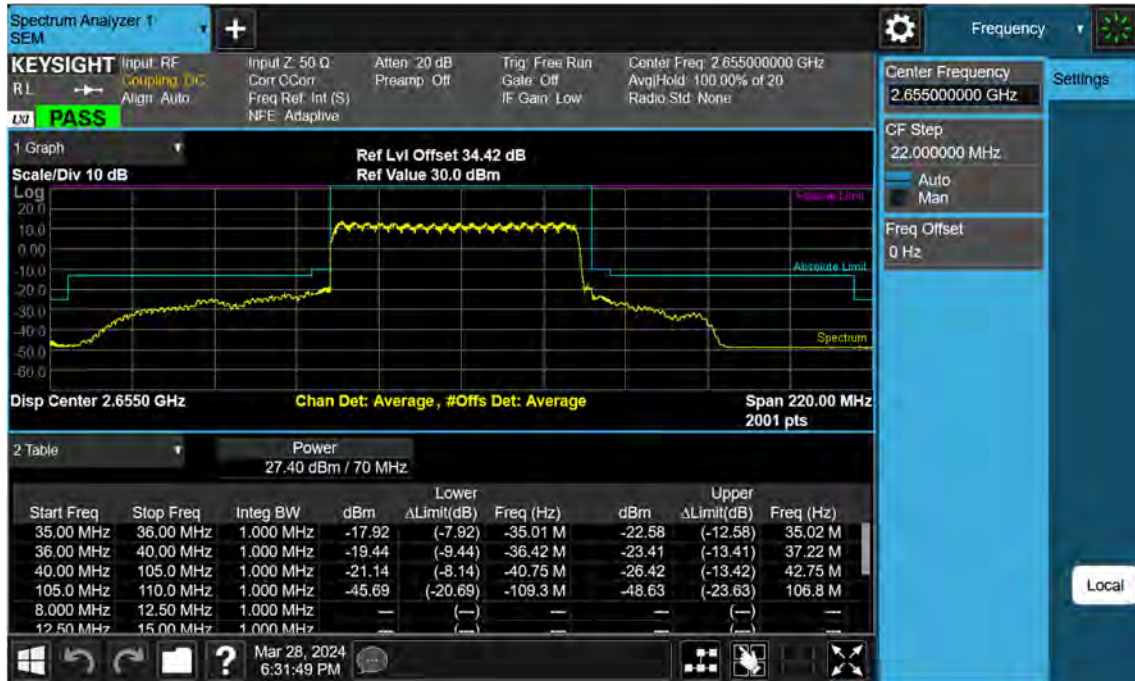 Spectrum Analyzer 1
SEM
+
Frequency
KEYSIGHT
RL
LXI PASS
Input: RF
Coupling: DC
Align: Auto
Input Z: 50 Ω
Corr CCorr
Freq Ref: Int (S)
NFE: Adaptive
Atten: 20 dB
Preamp: Off
Trig: Free Run
Gate: Off
IF Gain: Low
Center Freq: 2.655000000 GHz
Avg|Hold: 100.00% of 20
Radio Std: None
Center Frequency
2.655000000 GHz
Settings
CF Step
22.000000 MHz
Auto
Man
Freq Offset
0 Hz
1 Graph
Scale/Div 10 dB
Ref Lvl Offset 34.42 dB
Ref Value 30.0 dBm
Log
20.0
10.0
0.00
-10.0
-20.0
-30.0
-40.0
-50.0
-60.0
Relative Limit
Absolute Limit
Spectrum
Disp Center 2.6550 GHz
Chan Det: Average, #Offs Det: Average
Span 220.00 MHz
2001 pts
2 Table
Power
27.40 dBm / 70 MHz
Lower Upper
Start Freq Stop Freq Integ BW dBm ΔLimit(dB) Freq (Hz) dBm ΔLimit(dB) Freq (Hz)
35.00 MHz 36.00 MHz 1.000 MHz -17.92 (-7.92) -35.01 M -22.58 (-12.58) 35.02 M
36.00 MHz 40.00 MHz 1.000 MHz -19.44 (-9.44) -36.42 M -23.41 (-13.41) 37.22 M
40.00 MHz 105.0 MHz 1.000 MHz -21.14 (-8.14) -40.75 M -26.42 (-13.42) 42.75 M
105.0 MHz 110.0 MHz 1.000 MHz -45.69 (-20.69) -109.3 M -48.63 (-23.63) 106.8 M
8.000 MHz 12.50 MHz 1.000 MHz — (—) — — (—) —
12.50 MHz 15.00 MHz 1.000 MHz — (—) — — (—) —
Local
?
Mar 28, 2024
6:31:49 PM